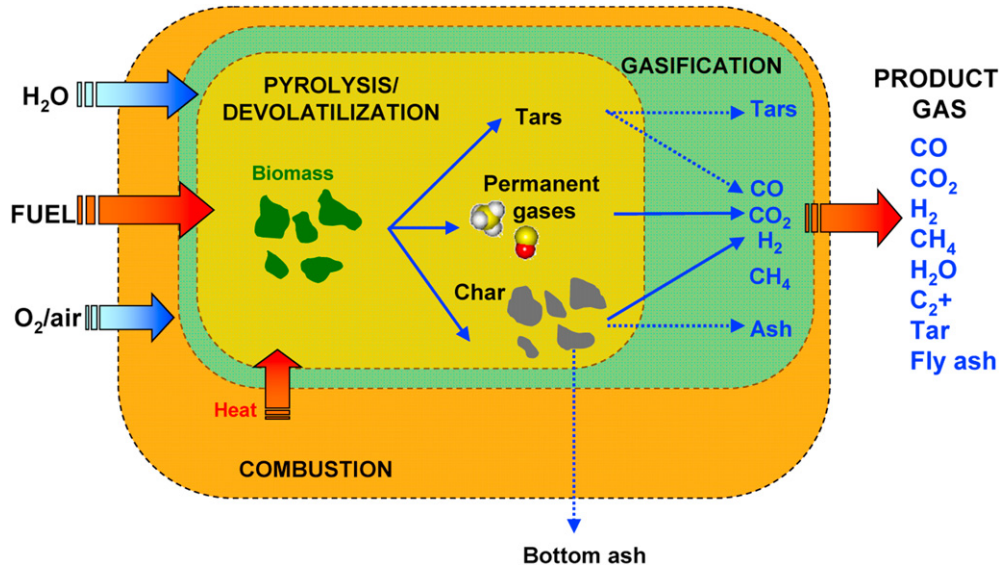 H₂O
FUEL
O₂/air
PYROLYSIS/
DEVOLATILIZATION
Biomass
Tars
Permanent
gases
Char
Heat
COMBUSTION
GASIFICATION
Tars
CO
CO₂
H₂
CH₄
Ash
Bottom ash
PRODUCT
GAS
CO
CO₂
H₂
CH₄
H₂O
C₂+
Tar
Fly ash